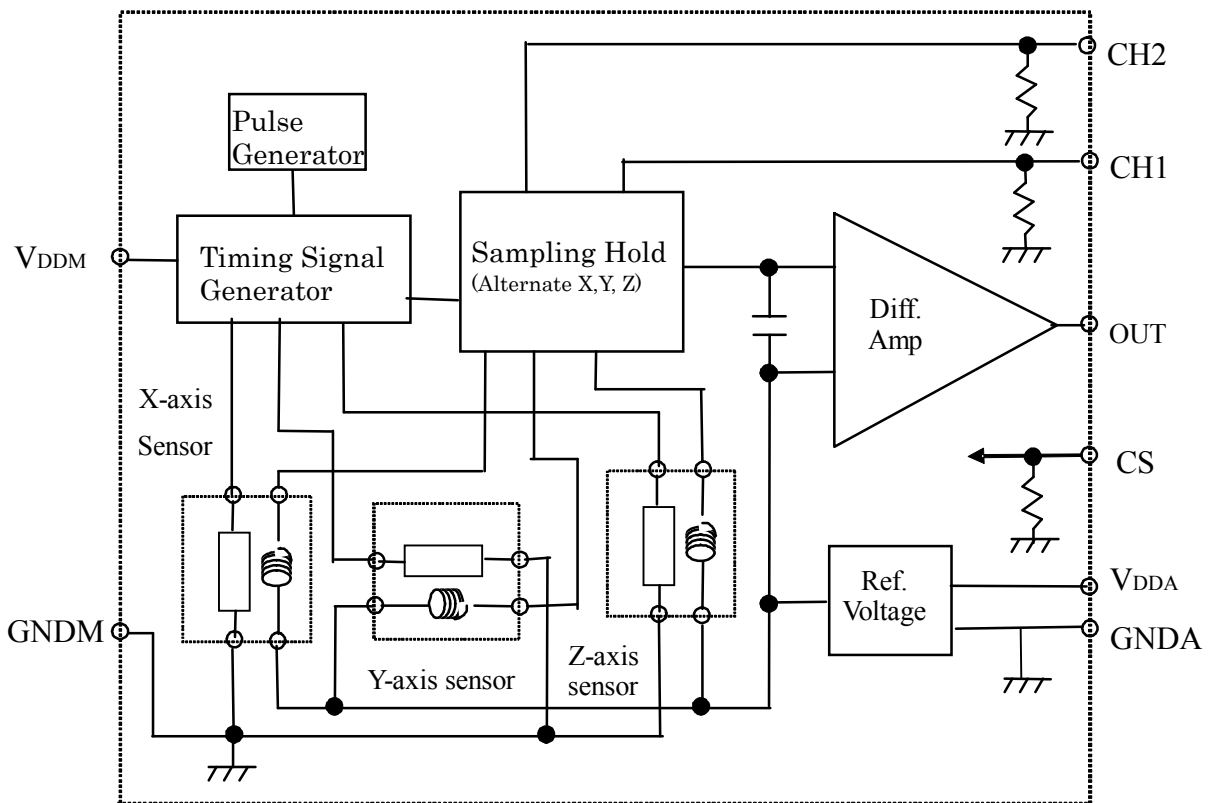 CH2
Pulse
Generator
CH1
VDDM
Timing Signal
Generator
Sampling Hold
(Alternate X,Y, Z)
Diff.
Amp
OUT
X-axis
Sensor
CS
Ref.
Voltage
VDDA
GNDM
GNDA
Y-axis sensor
Z-axis
sensor